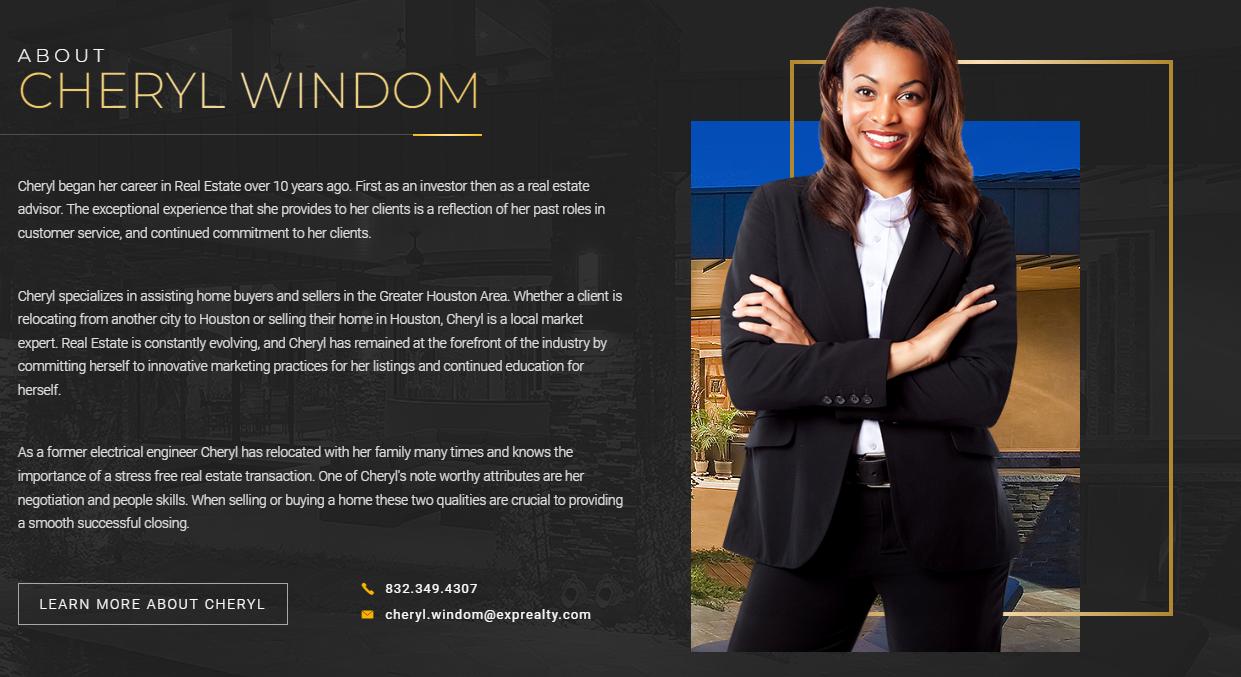 ABOUT
CHERYL WINDOM
Cheryl began her career in Real Estate over 10 years ago. First as an investor then as a real estate
advisor. The exceptional experience that she provides to her clients is a reflection of her past roles in
customer service, and continued commitment to her clients.
Cheryl specializes in assisting home buyers and sellers in the Greater Houston Area. Whether a client is
relocating from another city to Houston or selling their home in Houston, Cheryl is a local market
expert. Real Estate is constantly evolving, and Cheryl has remained at the forefront of the industry by
committing herself to innovative marketing practices for her listings and continued education for
herself.
As a former electrical engineer Cheryl has relocated with her family many times and knows the
importance of a stress free real estate transaction. One of Cheryl's note worthy attributes are her
negotiation and people skills. When selling or buying a home these two qualities are crucial to providing
a smooth successful closing.
LEARN MORE ABOUT CHERYL
832.349.4307
cheryl.windom@exprealty.com